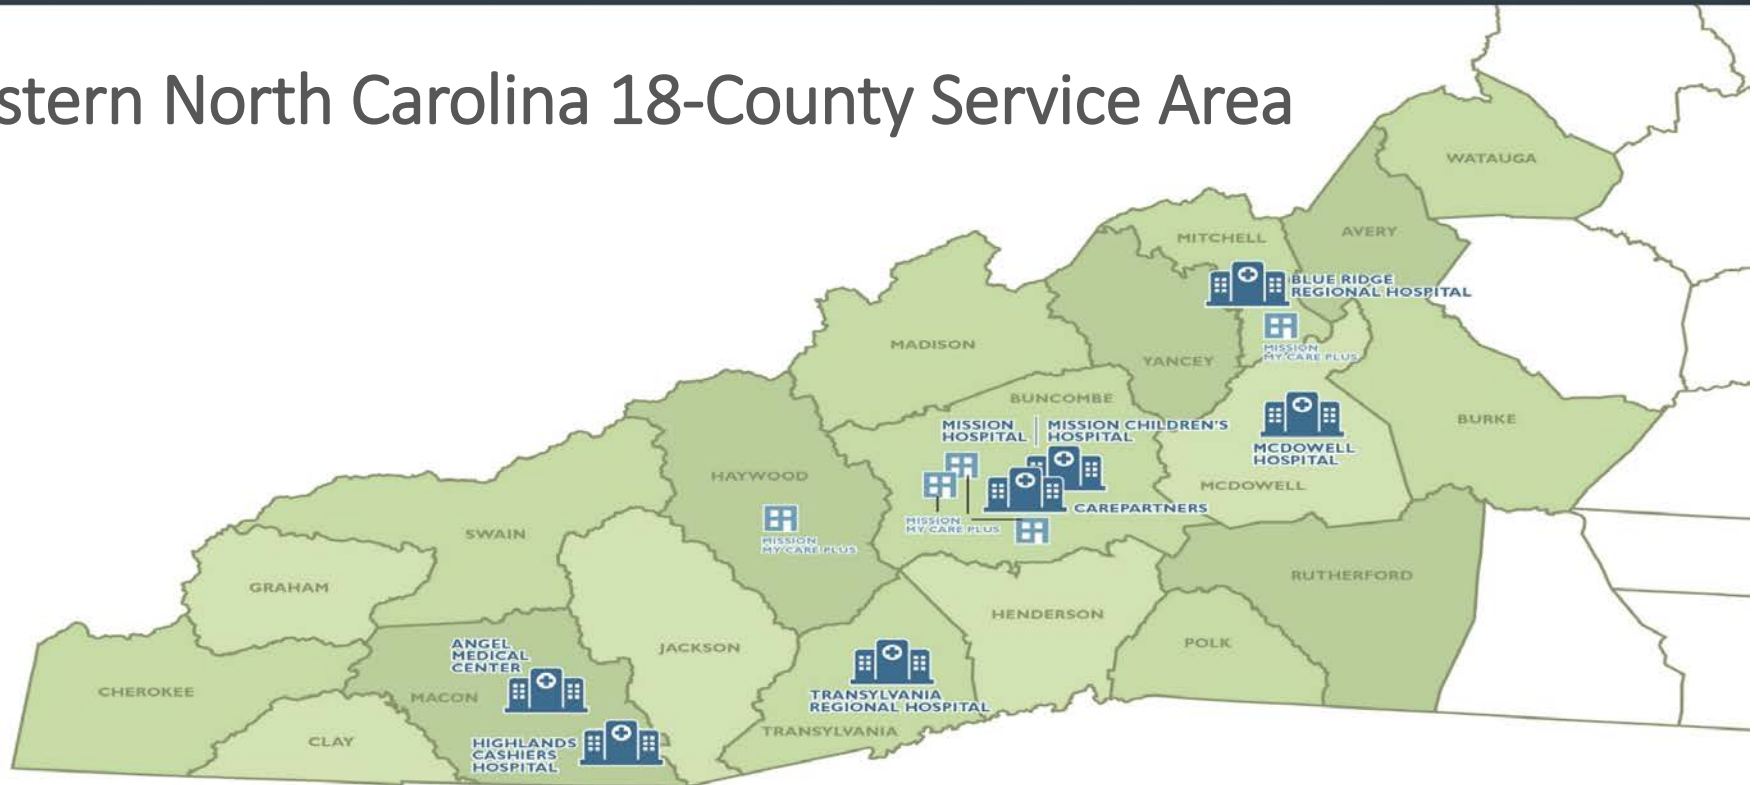 stern North Carolina 18-County Service Area
WATAUGA
AVERY
MITCHELL
BLUE RIDGE
REGIONAL HOSPITAL
MISSION
MY CARE PLUS
MADISON
YANCEY
BUNCOMBE
MISSION
HOSPITAL
MISSION CHILDREN'S
HOSPITAL
CAREPARTNERS
MISSION
MY CARE PLUS
MCDOWELL
HOSPITAL
MCDOWELL
BURKE
HAYWOOD
MISSION
MY CARE PLUS
SWAIN
GRAHAM
RUTHERFORD
HENDERSON
POLK
JACKSON
ANGEL
MEDICAL
CENTER
MACON
CHEROKEE
CLAY
HIGHLANDS
CASHIERS
HOSPITAL
TRANSYLVANIA
REGIONAL HOSPITAL
TRANSYLVANIA